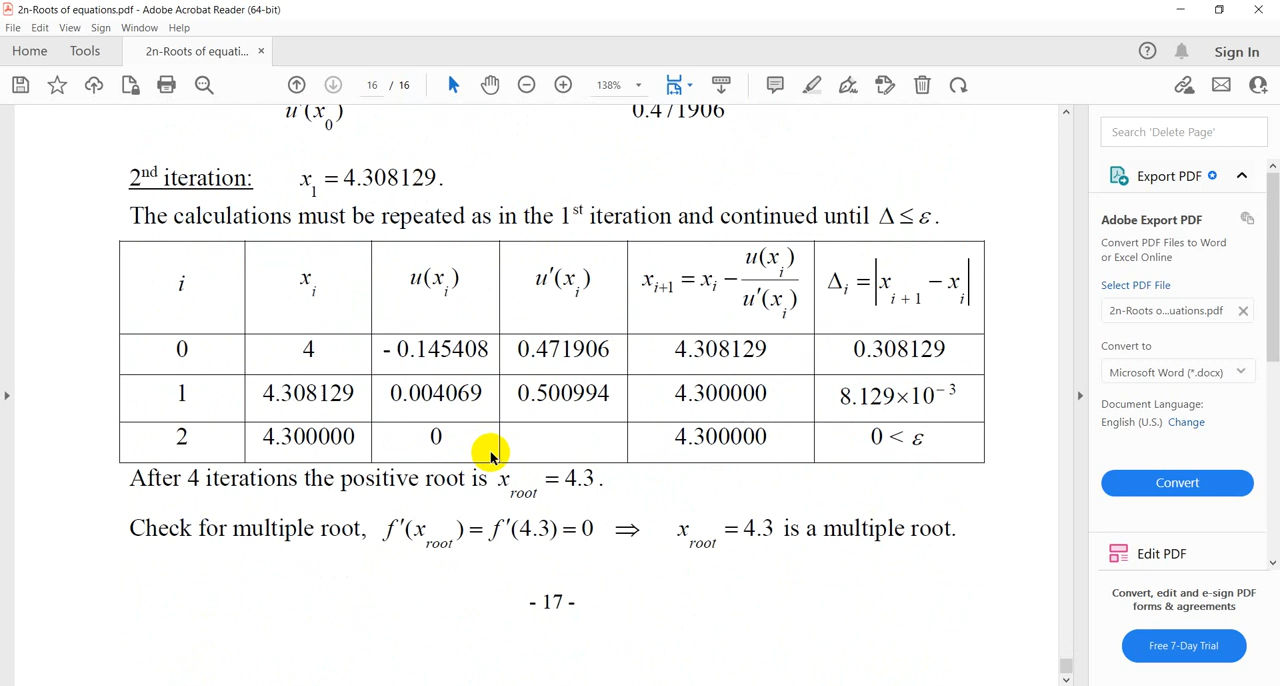 2n-Roots of equations.pdf - Adobe Acrobat Reader (64-bit)
File Edit View Sign Window Help
Home Tools 2n-Roots of equati... × Sign In
16 / 16 138%
u'(x₀) 0.471906
2nd iteration: x₁ = 4.308129.
The calculations must be repeated as in the 1st iteration and continued until Δ ≤ ε.
i xᵢ u(xᵢ) u'(xᵢ) xᵢ₊₁ = xᵢ − u(xᵢ)/u'(xᵢ) Δᵢ = |xᵢ₊₁ − xᵢ|
0 4 - 0.145408 0.471906 4.308129 0.308129
1 4.308129 0.004069 0.500994 4.300000 8.129×10⁻³
2 4.300000 0 4.300000 0 < ε
After 4 iterations the positive root is x_root = 4.3.
Check for multiple root, f'(x_root) = f'(4.3) = 0 ⇒ x_root = 4.3 is a multiple root.
- 17 -
Search 'Delete Page'
Export PDF
Adobe Export PDF
Convert PDF Files to Word
or Excel Online
Select PDF File
2n-Roots o...uations.pdf
Convert to
Microsoft Word (*.docx)
Document Language:
English (U.S.) Change
Convert
Edit PDF
Convert, edit and e-sign PDF
forms & agreements
Free 7-Day Trial